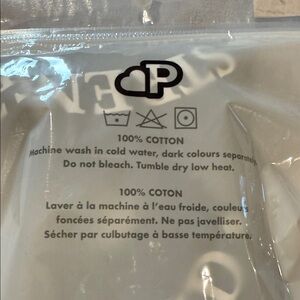 P
100% COTTON
Machine wash in cold water, dark colours separately.
Do not bleach. Tumble dry low heat.
100% COTON
Laver à la machine à l'eau froide, couleurs
foncées séparément. Ne pas javelliser.
Sécher par culbutage à basse température.